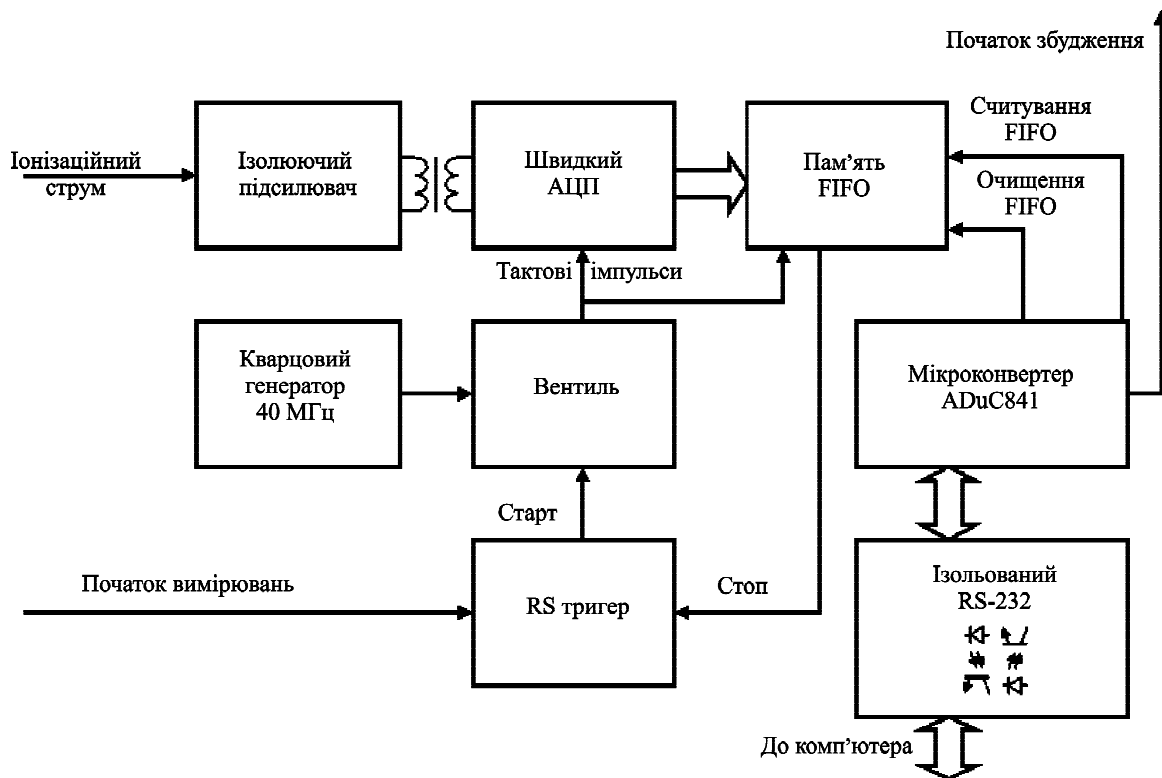 Початок збудження
Считування
FIFO
Іонізаційний
струм
Ізолюючий
підсилювач
Швидкий
АЦП
Пам’ять
FIFO
Очищення
FIFO
Тактові імпульси
Кварцовий
генератор
40 МГц
Вентиль
Мікроконвертер
ADuC841
Старт
Початок вимірювань
RS тригер
Стоп
Ізольований
RS-232
До комп’ютера